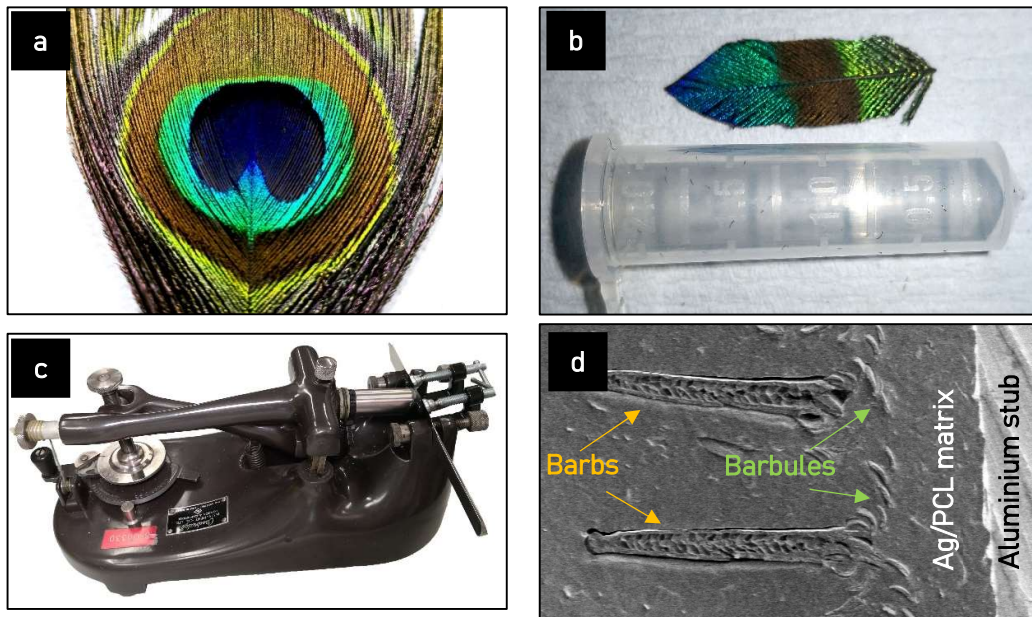 a
b
c
d
Barbs
Barbules
Ag/PCL matrix
Aluminium stub